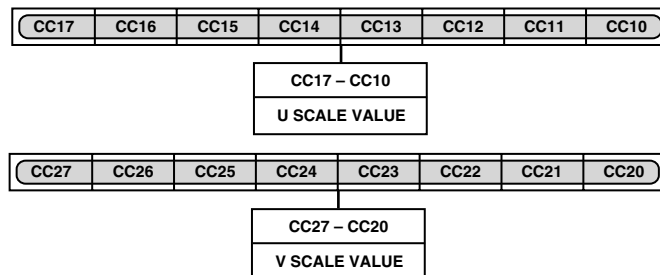 CC17 CC16 CC15 CC14 CC13 CC12 CC11 CC10
CC17 – CC10
U SCALE VALUE
CC27 CC26 CC25 CC24 CC23 CC22 CC21 CC20
CC27 – CC20
V SCALE VALUE